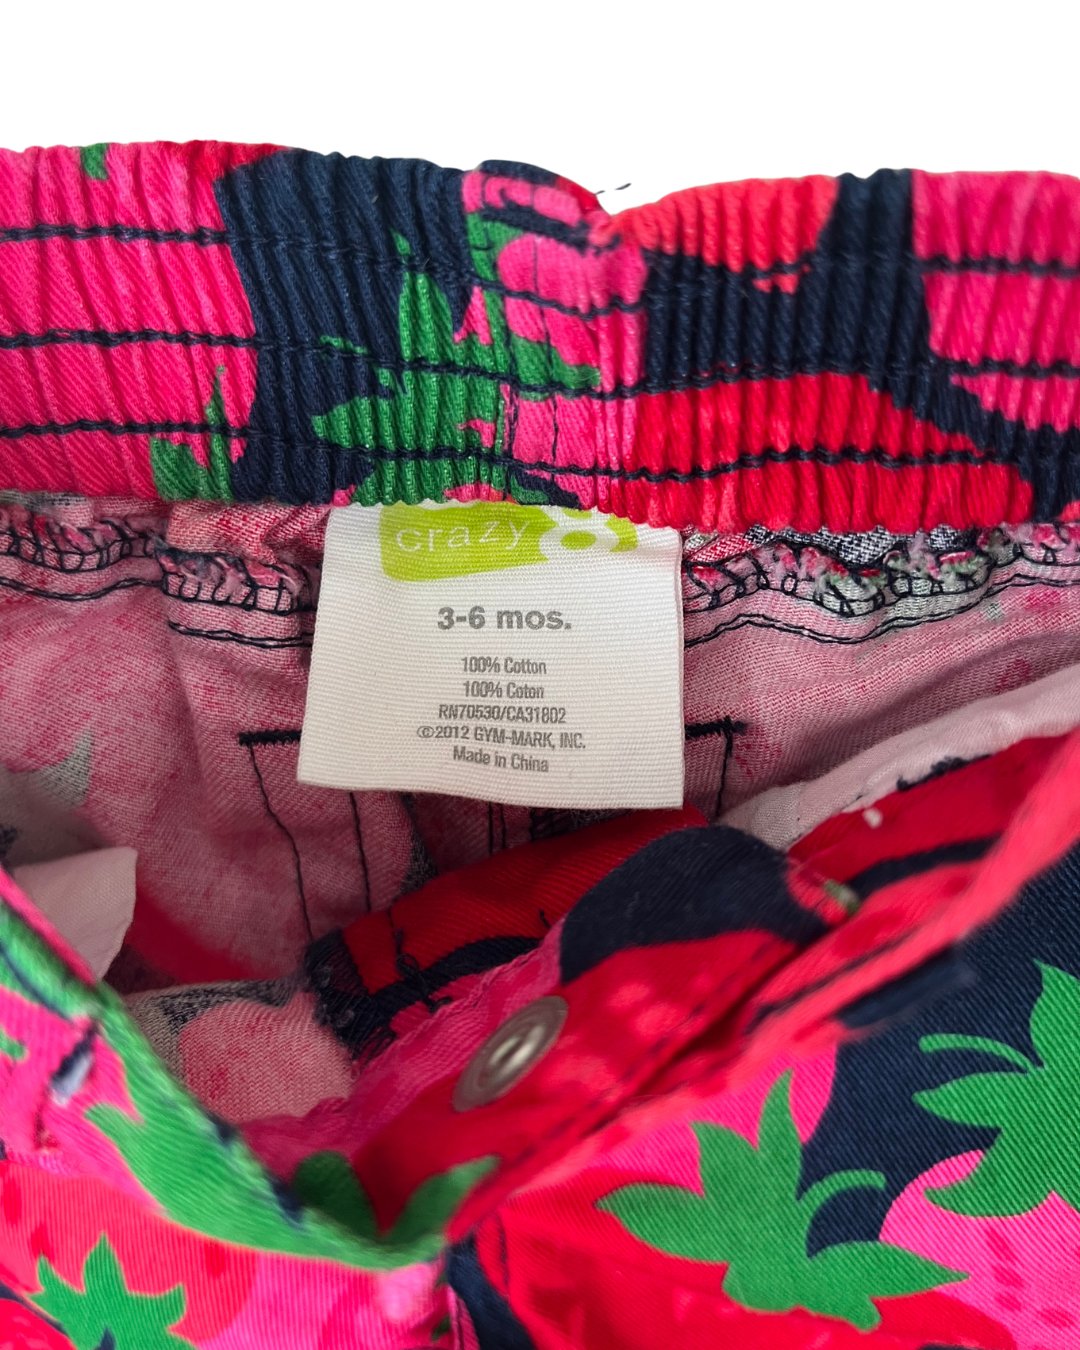 crazy 8
3-6 mos.
100% Cotton
100% Coton
RN70530/CA31802
©2012 GYM-MARK, INC.
Made in China